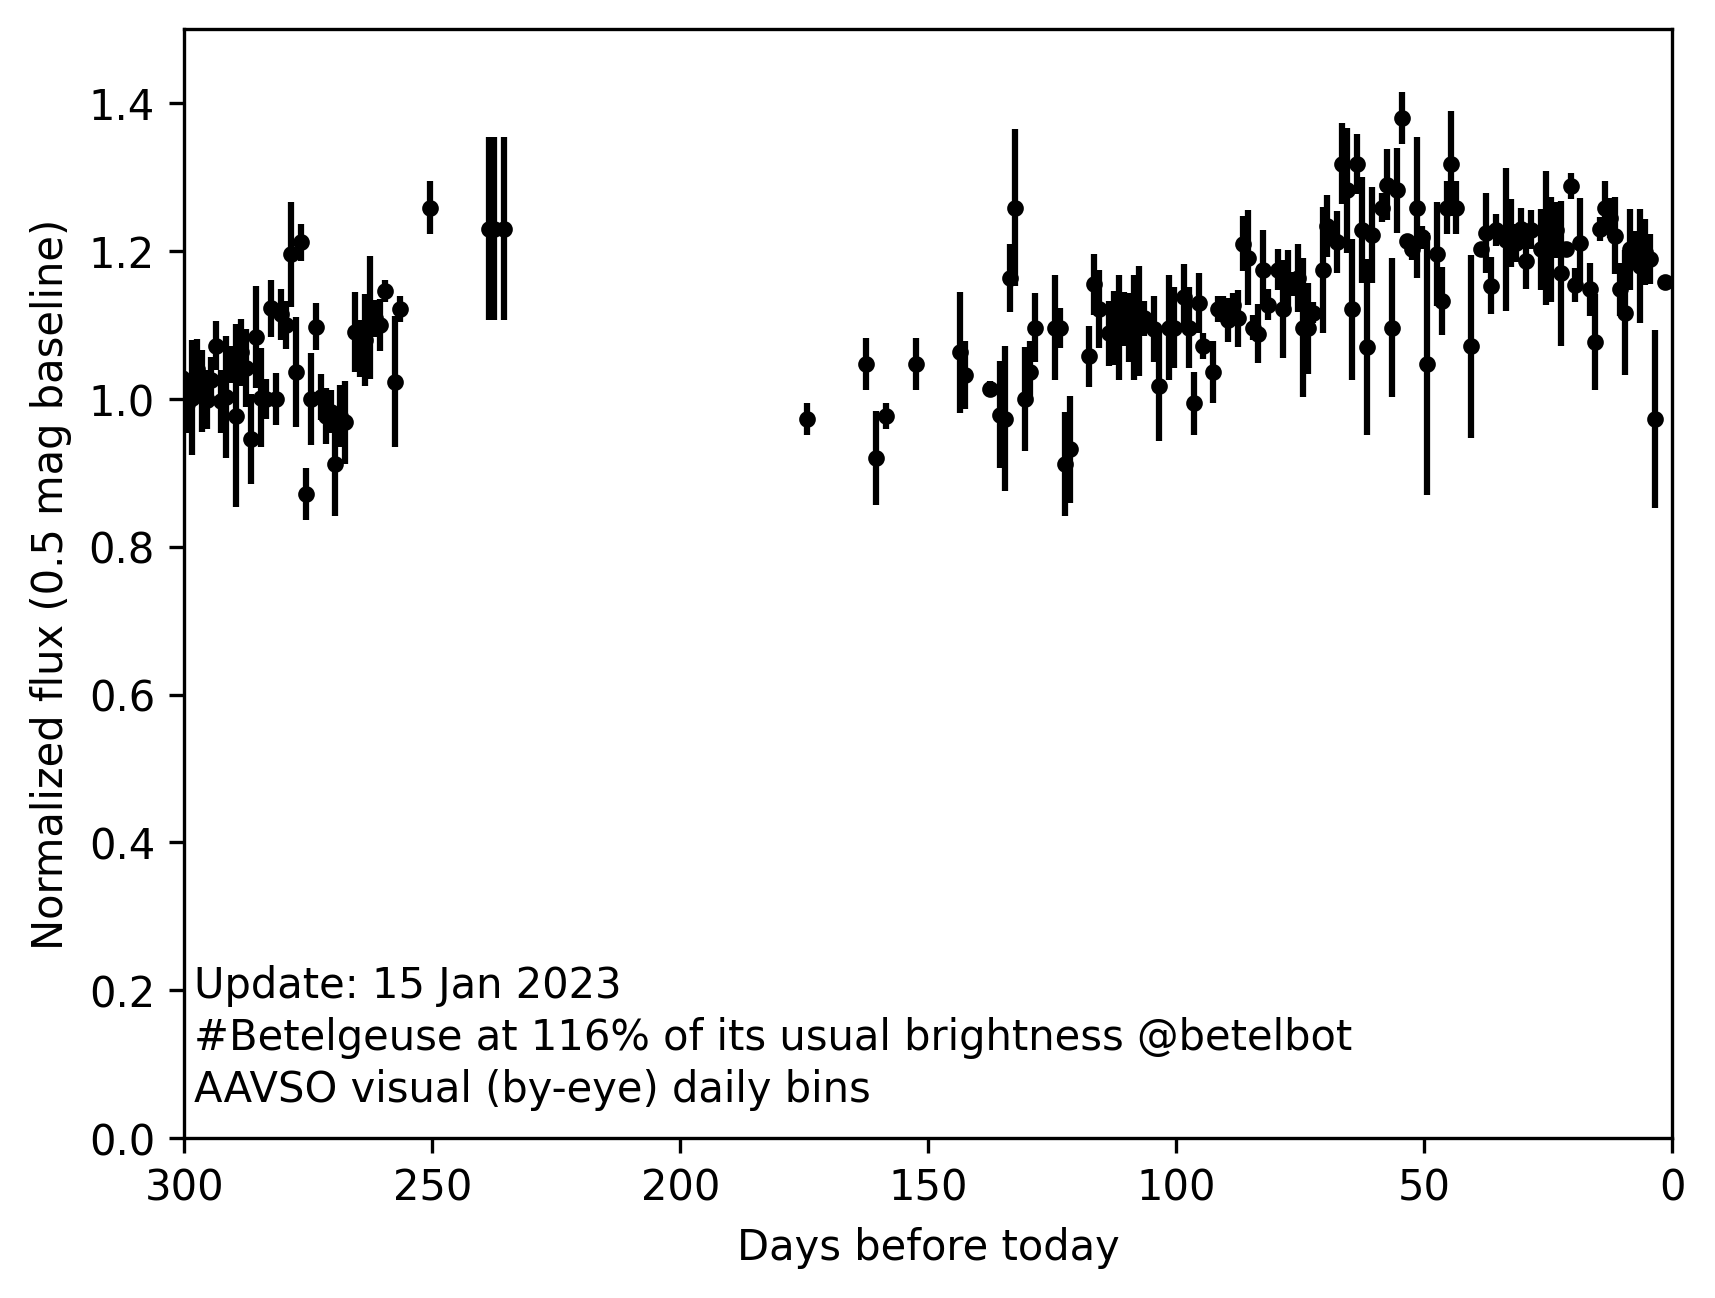 1.4
1.2
1.0
0.8
0.6
0.4
0.2
0.0
Normalized flux (0.5 mag baseline)
Update: 15 Jan 2023
#Betelgeuse at 116% of its usual brightness @betelbot
AAVSO visual (by-eye) daily bins
300 250 200 150 100 50 0
Days before today